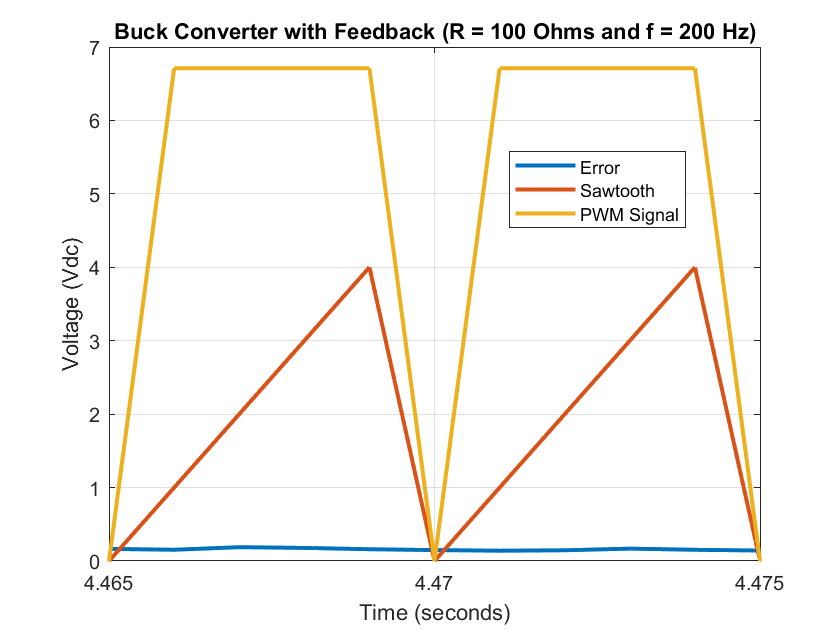 Buck Converter with Feedback (R = 100 Ohms and f = 200 Hz)
7
6
5
4
3
2
1
0
Voltage (Vdc)
Error
Sawtooth
PWM Signal
4.465
4.47
4.475
Time (seconds)